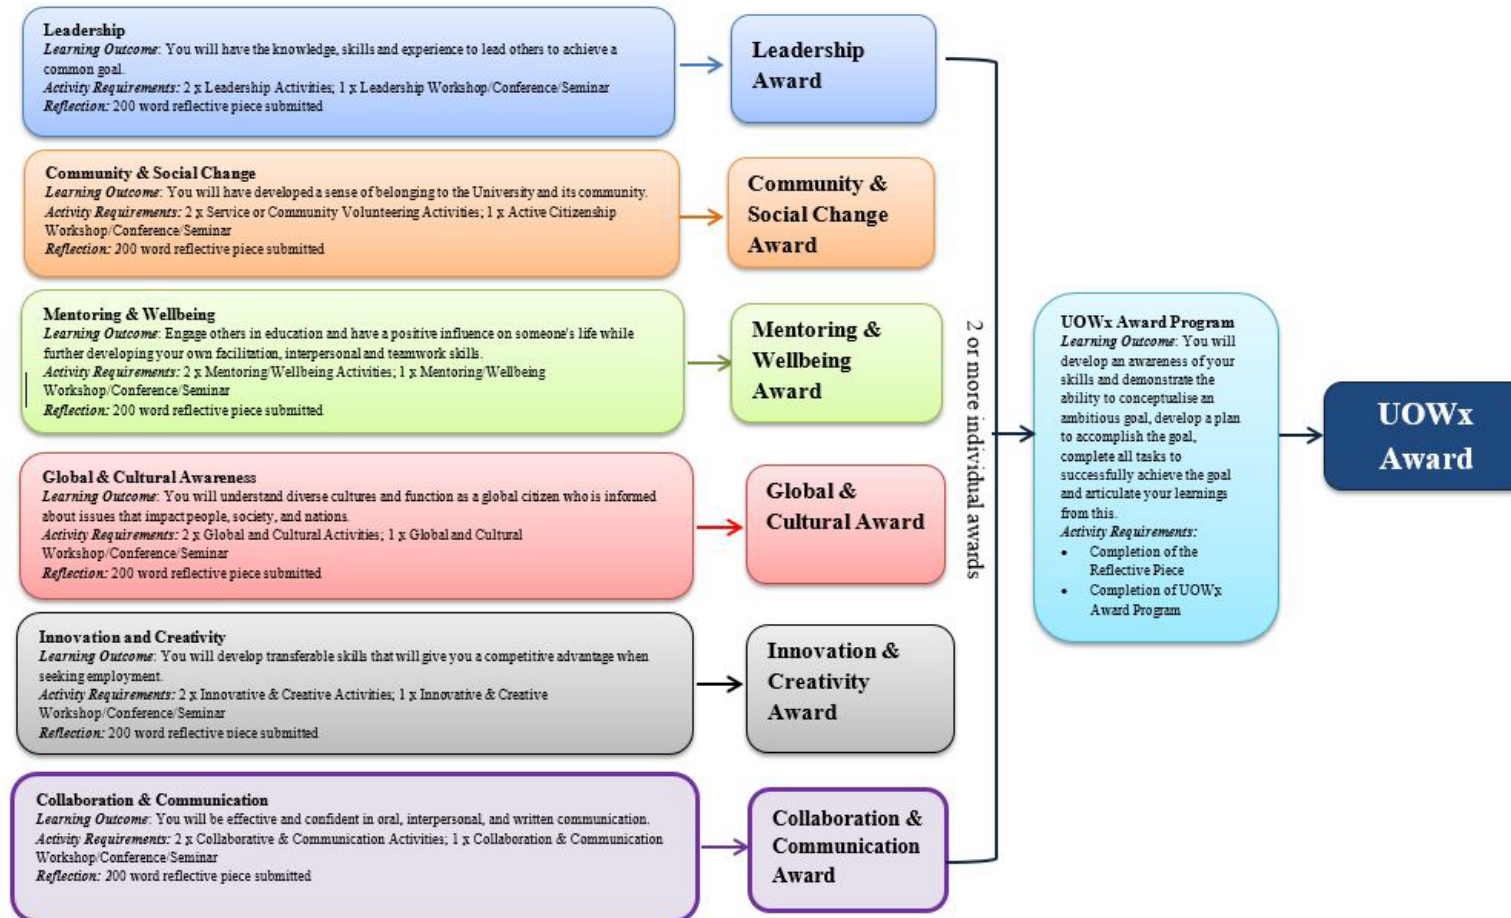 Leadership
Learning Outcome: You will have the knowledge, skills and experience to lead others to achieve a
common goal.
Activity Requirements: 2 x Leadership Activities; 1 x Leadership Workshop/Conference/Seminar
Reflection: 200 word reflective piece submitted
Leadership
Award
Community & Social Change
Learning Outcome: You will have developed a sense of belonging to the University and its community.
Activity Requirements: 2 x Service or Community Volunteering Activities; 1 x Active Citizenship
Workshop/Conference/Seminar
Reflection: 200 word reflective piece submitted
Community &
Social Change
Award
Mentoring & Wellbeing
Learning Outcome: Engage others in education and have a positive influence on someone's life while
further developing your own facilitation, interpersonal and teamwork skills.
Activity Requirements: 2 x Mentoring/Wellbeing Activities; 1 x Mentoring/Wellbeing
Workshop/Conference/Seminar
Reflection: 200 word reflective piece submitted
Mentoring &
Wellbeing
Award
Global & Cultural Awareness
Learning Outcome: You will understand diverse cultures and function as a global citizen who is informed
about issues that impact people, society, and nations.
Activity Requirements: 2 x Global and Cultural Activities; 1 x Global and Cultural
Workshop/Conference/Seminar
Reflection: 200 word reflective piece submitted
Global &
Cultural Award
Innovation and Creativity
Learning Outcome: You will develop transferable skills that will give you a competitive advantage when
seeking employment.
Activity Requirements: 2 x Innovative & Creative Activities; 1 x Innovative & Creative
Workshop/Conference/Seminar
Reflection: 200 word reflective piece submitted
Innovation &
Creativity
Award
Collaboration & Communication
Learning Outcome: You will be effective and confident in oral, interpersonal, and written communication.
Activity Requirements: 2 x Collaborative & Communication Activities; 1 x Collaboration & Communication
Workshop/Conference/Seminar
Reflection: 200 word reflective piece submitted
Collaboration &
Communication
Award
2 or more individual awards
UOWx Award Program
Learning Outcome: You will
develop an awareness of your
skills and demonstrate the
ability to conceptualise an
ambitious goal, develop a plan
to accomplish the goal,
complete all tasks to
successfully achieve the goal
and articulate your learnings
from this.
Activity Requirements:
• Completion of the
Reflective Piece
• Completion of UOWx
Award Program
UOWx
Award